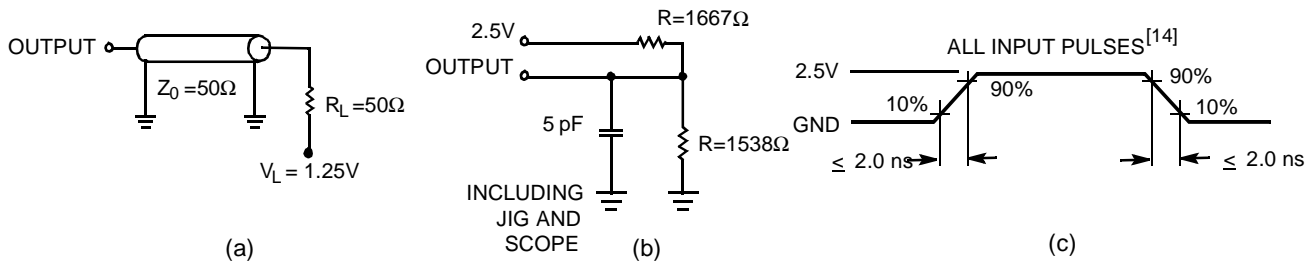 OUTPUT
Z0 = 50Ω
RL = 50Ω
VL = 1.25V
(a)
R=1667Ω
2.5V
OUTPUT
5 pF
R=1538Ω
INCLUDING
JIG AND
SCOPE
(b)
ALL INPUT PULSES[14]
2.5V
90%
90%
10%
10%
GND
≤ 2.0 ns
≤ 2.0 ns
(c)